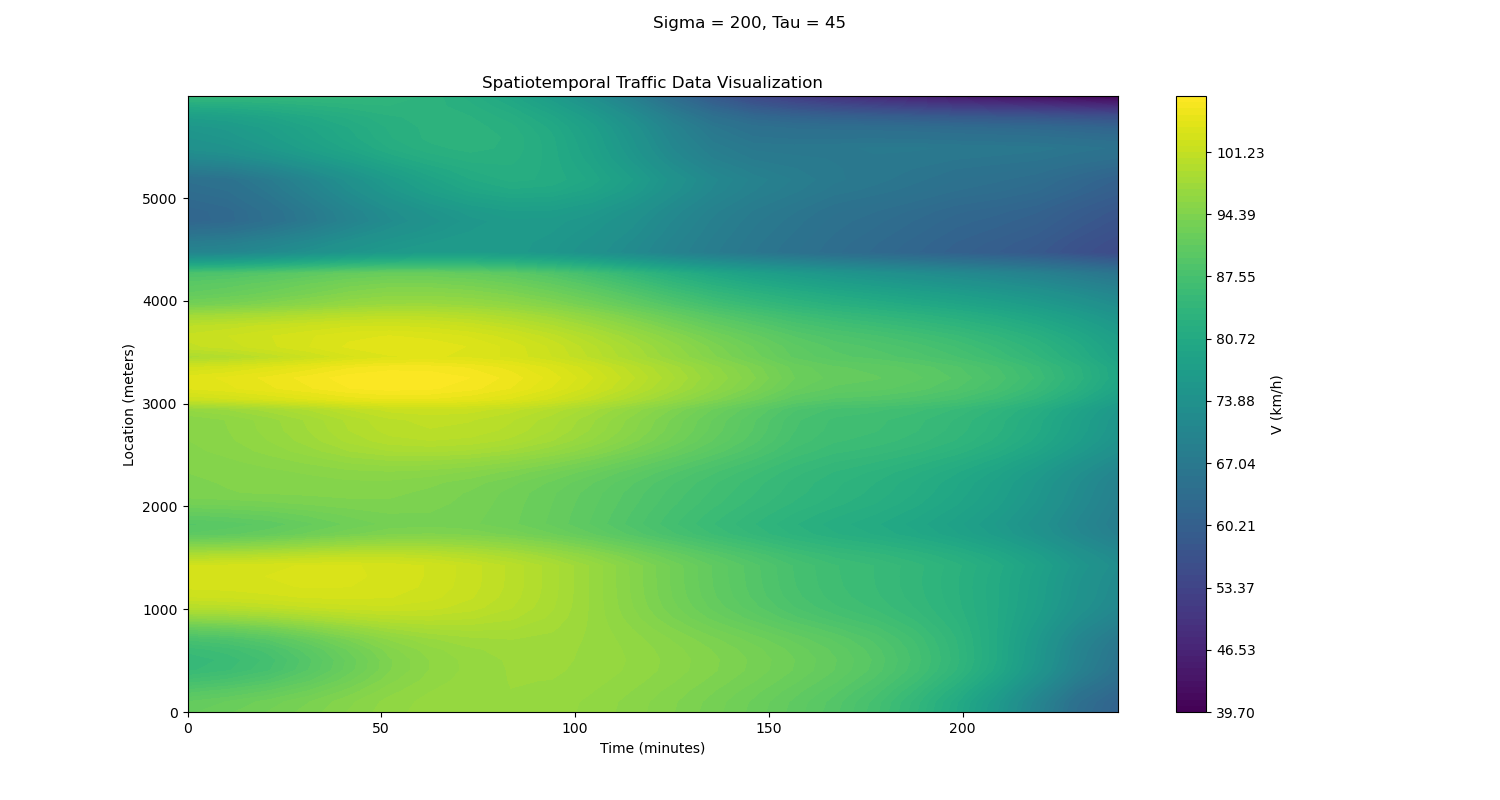 Sigma = 200, Tau = 45
Spatiotemporal Traffic Data Visualization
Location (meters)
5000
4000
3000
2000
1000
0
0 50 100 150 200
Time (minutes)
101.23
94.39
87.55
80.72
73.88
67.04
60.21
53.37
46.53
39.70
V (km/h)